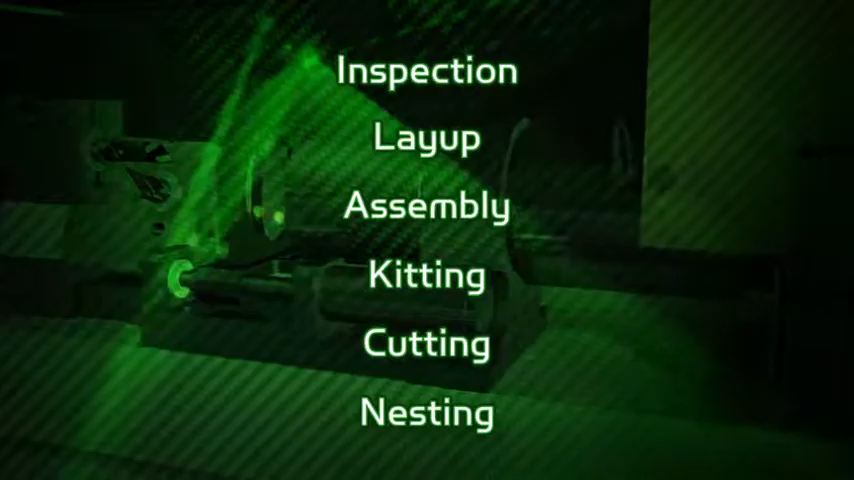 Inspection
Layup
Assembly
Kitting
Cutting
Nesting